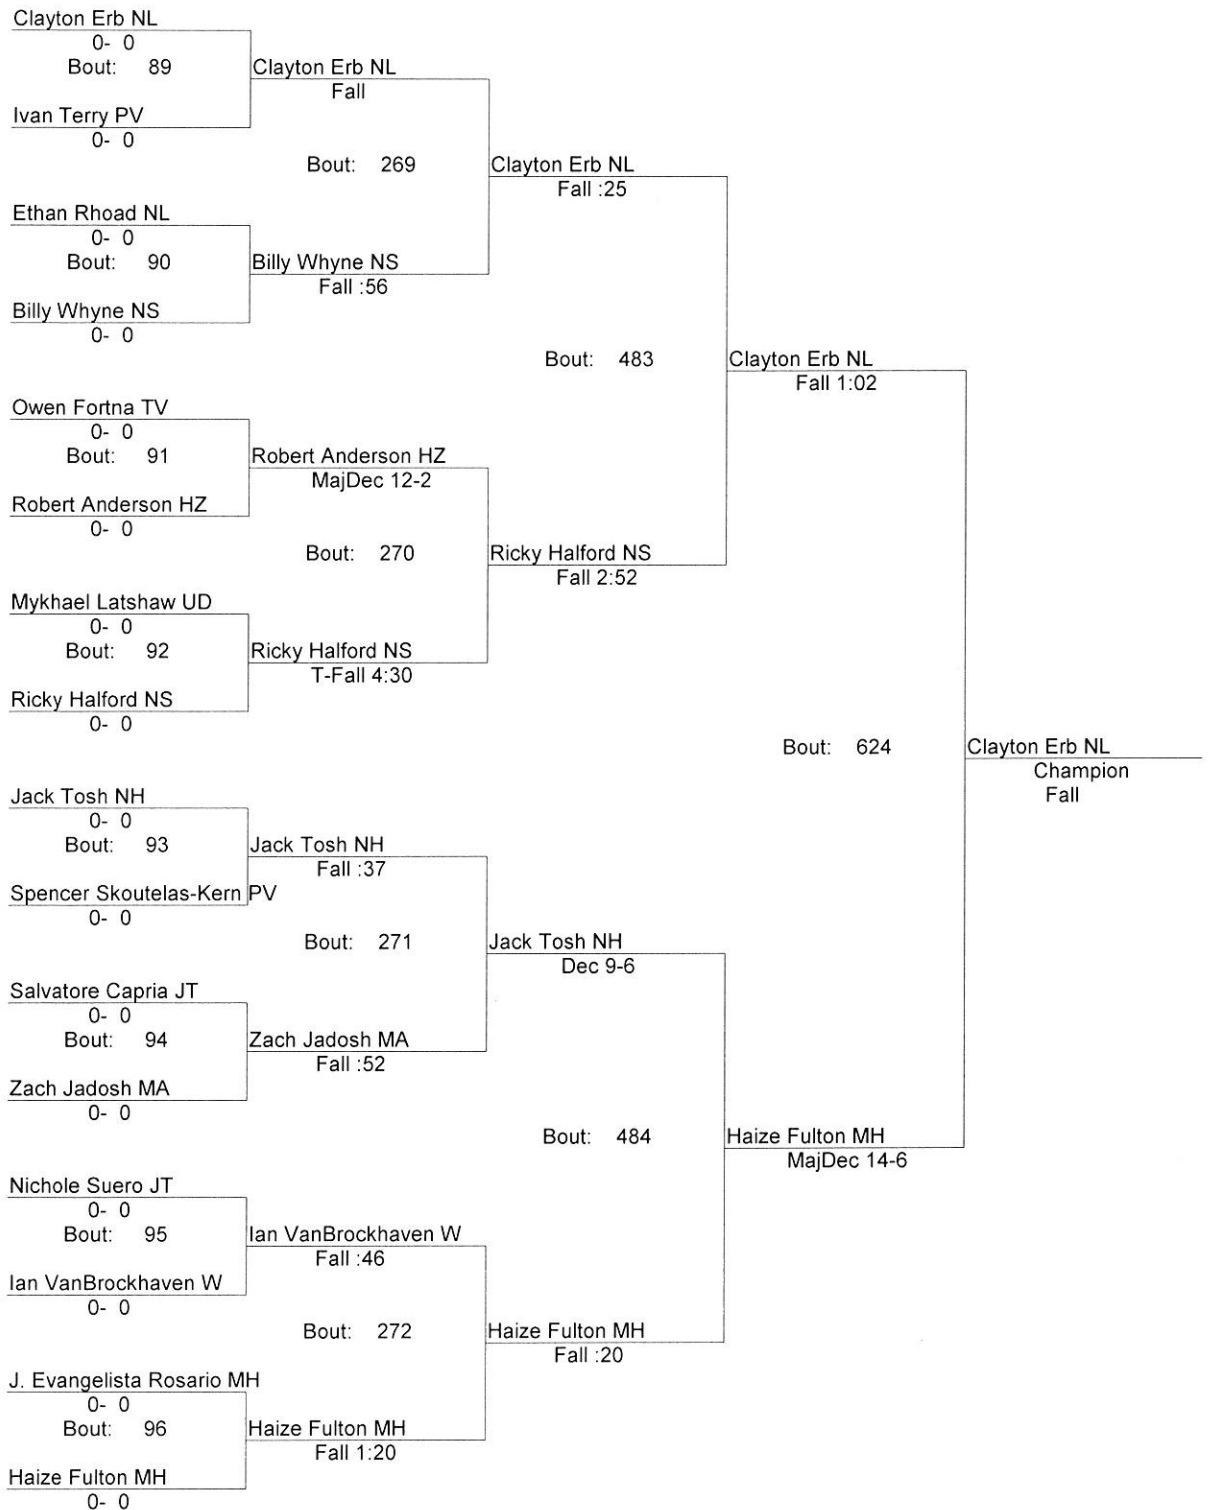 Clayton Erb NL
0- 0
Bout: 89
Clayton Erb NL
Fall
Ivan Terry PV
0- 0
Bout: 269
Clayton Erb NL
Fall :25
Ethan Rhoad NL
0- 0
Bout: 90
Billy Whyne NS
Fall :56
Billy Whyne NS
0- 0
Bout: 483
Clayton Erb NL
Fall 1:02
Owen Fortna TV
0- 0
Bout: 91
Robert Anderson HZ
MajDec 12-2
Robert Anderson HZ
0- 0
Bout: 270
Ricky Halford NS
Fall 2:52
Mykhael Latshaw UD
0- 0
Bout: 92
Ricky Halford NS
T-Fall 4:30
Ricky Halford NS
0- 0
Bout: 624
Clayton Erb NL
Champion
Fall
Jack Tosh NH
0- 0
Bout: 93
Jack Tosh NH
Fall :37
Spencer Skoutelas-Kern PV
0- 0
Bout: 271
Jack Tosh NH
Dec 9-6
Salvatore Capria JT
0- 0
Bout: 94
Zach Jadosh MA
Fall :52
Zach Jadosh MA
0- 0
Bout: 484
Haize Fulton MH
MajDec 14-6
Nichole Suero JT
0- 0
Bout: 95
Ian VanBrockhaven W
Fall :46
Ian VanBrockhaven W
0- 0
Bout: 272
Haize Fulton MH
Fall :20
J. Evangelista Rosario MH
0- 0
Bout: 96
Haize Fulton MH
Fall 1:20
Haize Fulton MH
0- 0